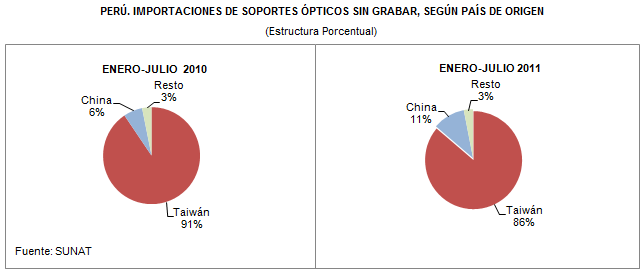 PERÚ. IMPORTACIONES DE SOPORTES ÓPTICOS SIN GRABAR, SEGÚN PAÍS DE ORIGEN
(Estructura Porcentual)
ENERO-JULIO 2010
Resto
3%
China
6%
Taiwán
91%
Fuente: SUNAT
ENERO-JULIO 2011
Resto
3%
China
11%
Taiwán
86%